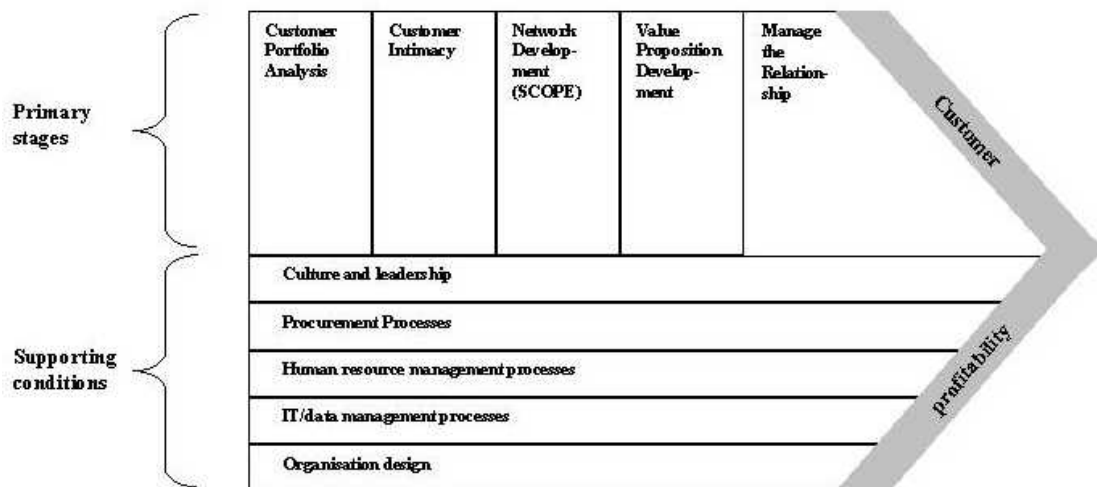 Customer
Portfolio
Analysis
Customer
Intimacy
Network
Develop-
ment
(SCOPE)
Value
Proposition
Develop-
ment
Manage
the
Relation-
ship
Primary
stages
Customer
Culture and leadership
Procurement Processes
Supporting
conditions
Human resource management processes
profitability
IT/data management processes
Organisation design